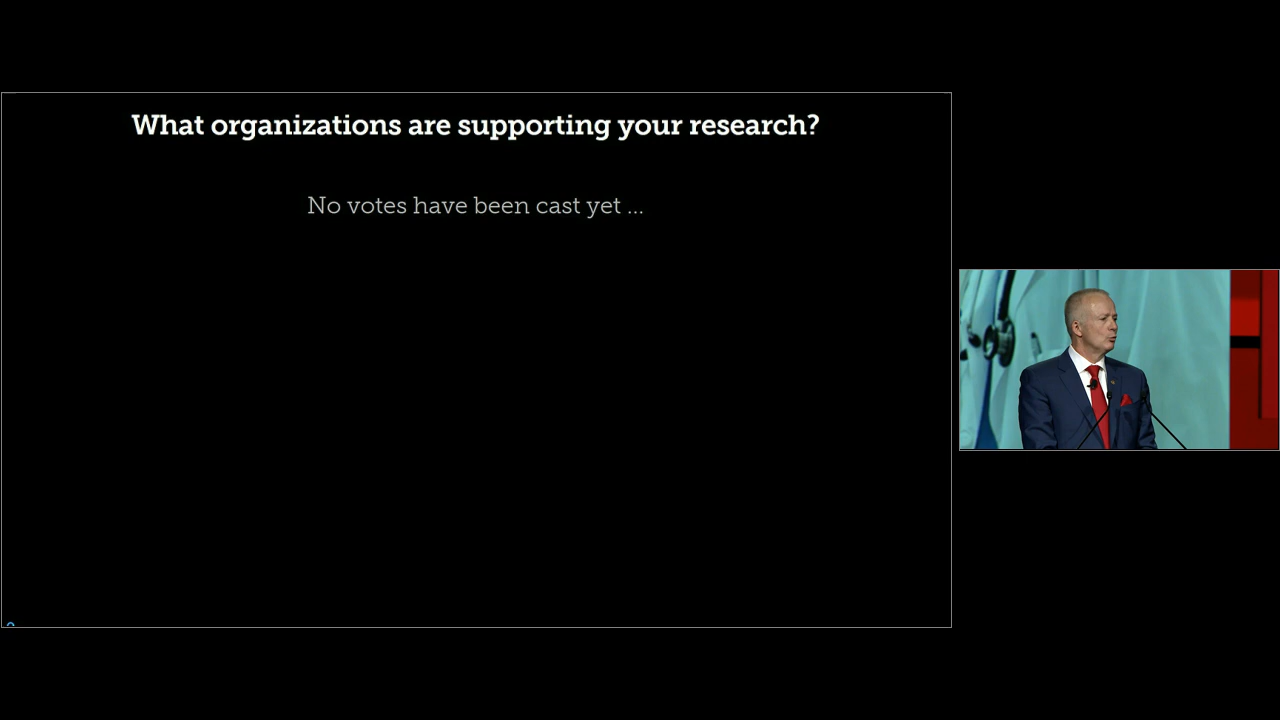 What organizations are supporting your research?
No votes have been cast yet ...